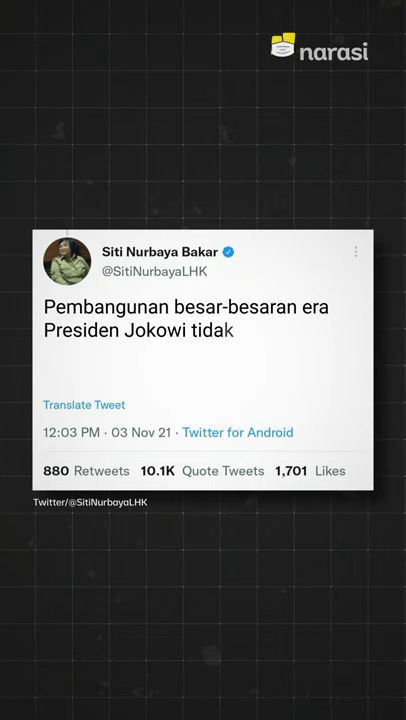 narasi
Siti Nurbaya Bakar
@SitiNurbayaLHK
Pembangunan besar-besaran era
Presiden Jokowi tidak
Translate Tweet
12:03 PM · 03 Nov 21 · Twitter for Android
880 Retweets 10.1K Quote Tweets 1,701 Likes
Twitter/@SitiNurbayaLHK